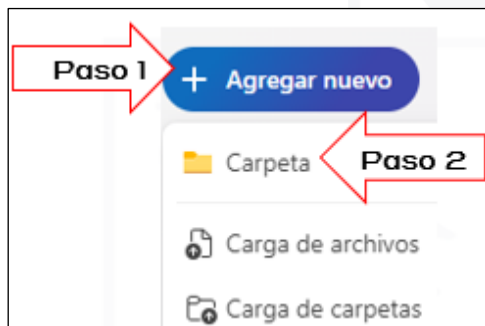 Paso 1
+ Agregar nuevo
Carpeta
Paso 2
Carga de archivos
Carga de carpetas